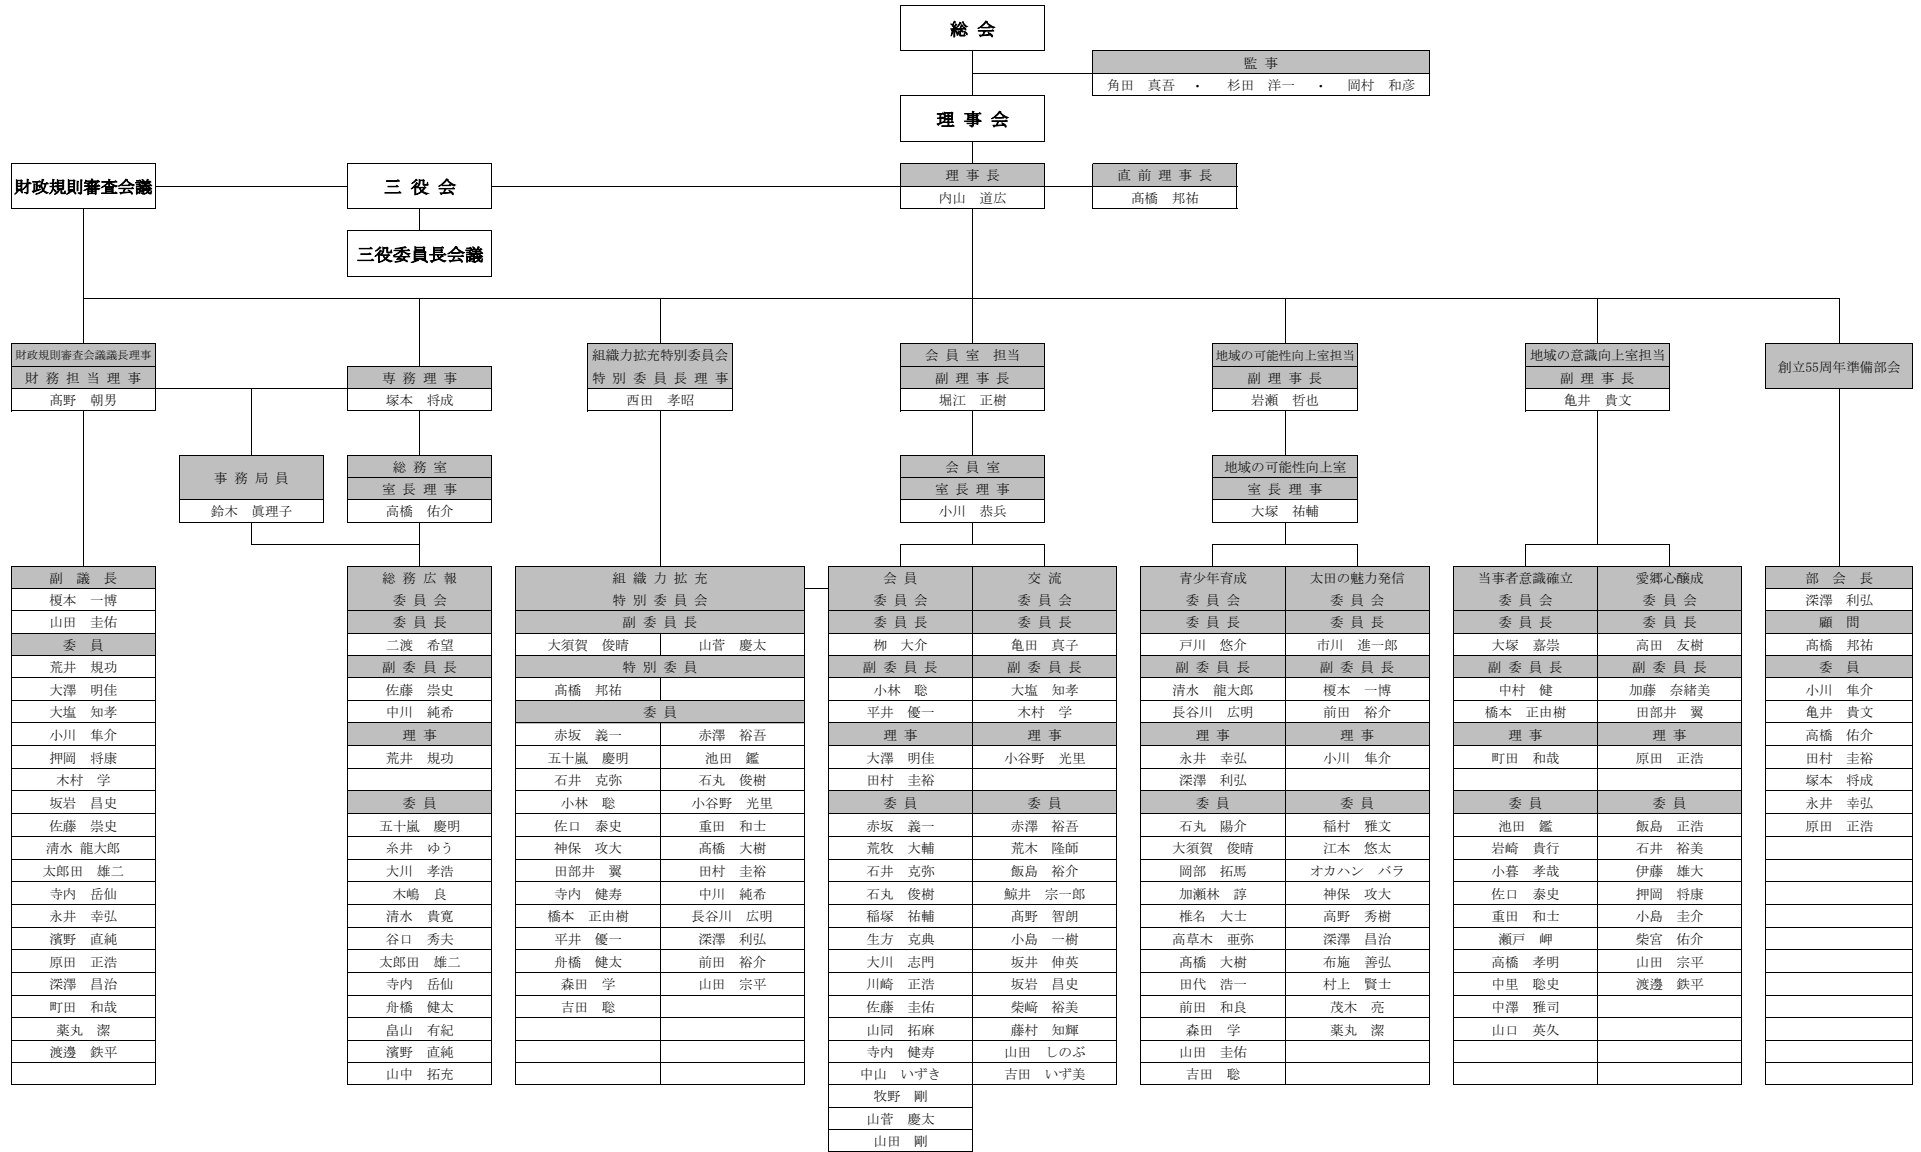 総 会
監 事
角田　真吾　・　杉田　洋一　・　岡村　和彦
理 事 会
財政規則審査会議
三 役 会
理 事 長
内山　道広
直 前 理 事 長
髙橋　邦祐
三役委員長会議
財政規則審査会議議長理事
財 務 担 当 理 事
髙野　朝男
専 務 理 事
塚本　将成
組織力拡充特別委員会
特 別 委 員 長 理 事
西田　孝昭
会 員 室　担 当
副 理 事 長
堀江　正樹
地域の可能性向上室担当
副 理 事 長
岩瀬　哲也
地域の意識向上室担当
副 理 事 長
亀井　貴文
創立55周年準備部会
事 務 局 員
鈴木　眞理子
総 務 室
室 長 理 事
高橋　佑介
会 員 室
室 長 理 事
小川　恭兵
地域の可能性向上室
室 長 理 事
大塚　祐輔
副　議　長
榎本　一博
山田　圭佑
委 員
荒井　規功
大澤　明佳
大塩　知孝
小川　隼介
押岡　将康
木村　学
坂岩　昌史
佐藤　崇史
清水 龍大郎
太郎田　雄二
寺内　岳仙
永井　幸弘
濱野　直純
原田　正浩
深澤　昌治
町田　和哉
薬丸　潔
渡邊　鉄平
総 務 広 報
委 員 会
委 員 長
二渡　希望
副 委 員 長
佐藤　崇史
中川　純希
理 事
荒井　規功
委 員
五十嵐　慶明
糸井　ゆう
大川　孝浩
木嶋　良
清水　貴寛
谷口　秀夫
太郎田　雄二
寺内　岳仙
舟橋　健太
畠山　有紀
濱野　直純
山中　拓充
組 織 力 拡 充
特 別 委 員 会
副 委 員 長
大須賀　俊晴　山菅　慶太
特 別 委 員
髙橋　邦祐
委 員
赤坂　義一　赤澤　裕吾
五十嵐　慶明　池田　鑑
石井　克弥　石丸　俊樹
小林　聡　小谷野　光里
佐口　泰史　重田　和士
神保　攻大　髙橋　大樹
田部井　翼　田村　圭裕
寺内　健寿　中川　純希
橋本　正由樹　長谷川　広明
平井　優一　深澤　利弘
舟橋　健太　前田　裕介
森田　学　山田　宗平
吉田　聡
会 員
委 員 会
委 員 長
栁　大介
副 委 員 長
小林　聡
平井　優一
理 事
大澤　明佳
田村　圭裕
委 員
赤坂　義一
荒牧　大輔
石井　克弥
石丸　俊樹
稲塚　祐輔
生方　克典
大川　志門
川崎　正浩
佐藤　圭佑
山同　拓麻
寺内　健寿
中山　いずき
牧野　剛
山菅　慶太
山田　剛
交 流
委 員 会
委 員 長
亀田　真子
副 委 員 長
大塩　知孝
木村　学
理 事
小谷野　光里
委 員
赤澤　裕吾
荒木　隆師
飯島　裕介
鯨井　宗一郎
髙野　智朗
小島　一樹
坂井　伸英
坂岩　昌史
柴﨑　裕美
藤村　知輝
山田　しのぶ
吉田　いず美
青少年育成
委 員 会
委 員 長
戸川　悠介
副 委 員 長
清水　龍大郎
長谷川　広明
理 事
永井　幸弘
深澤　利弘
委 員
石丸　陽介
大須賀　俊晴
岡部　拓馬
加瀬林　諄
椎名　大士
高草木　亜弥
髙橋　大樹
田代　浩一
前田　和良
森田　学
山田　圭佑
吉田　聡
太田の魅力発信
委 員 会
委 員 長
市川　進一郎
副 委 員 長
榎本　一博
前田　裕介
理 事
小川　隼介
委 員
稲村　雅文
江本　悠太
オカハン　バラ
神保　攻大
高野　秀樹
深澤　昌治
布施　善弘
村上　賢士
茂木　亮
薬丸　潔
当事者意識確立
委 員 会
委 員 長
大塚　嘉崇
副 委 員 長
中村　健
橋本　正由樹
理 事
町田　和哉
委 員
池田　鑑
岩﨑　貴行
小暮　孝哉
佐口　泰史
重田　和士
瀬戸　岬
高橋　孝明
中里　聡史
中澤　雅司
山口　英久
愛郷心醸成
委 員 会
委 員 長
高田　友樹
副 委 員 長
加藤　奈緒美
田部井　翼
理 事
原田　正浩
委 員
飯島　正浩
石井　裕美
伊藤　雄大
押岡　将康
小島　圭介
柴宮　佑介
山田　宗平
渡邊　鉄平
部 会 長
深澤　利弘
顧 問
髙橋　邦祐
委 員
小川　隼介
亀井　貴文
高橋　佑介
田村　圭裕
塚本　将成
永井　幸弘
原田　正浩